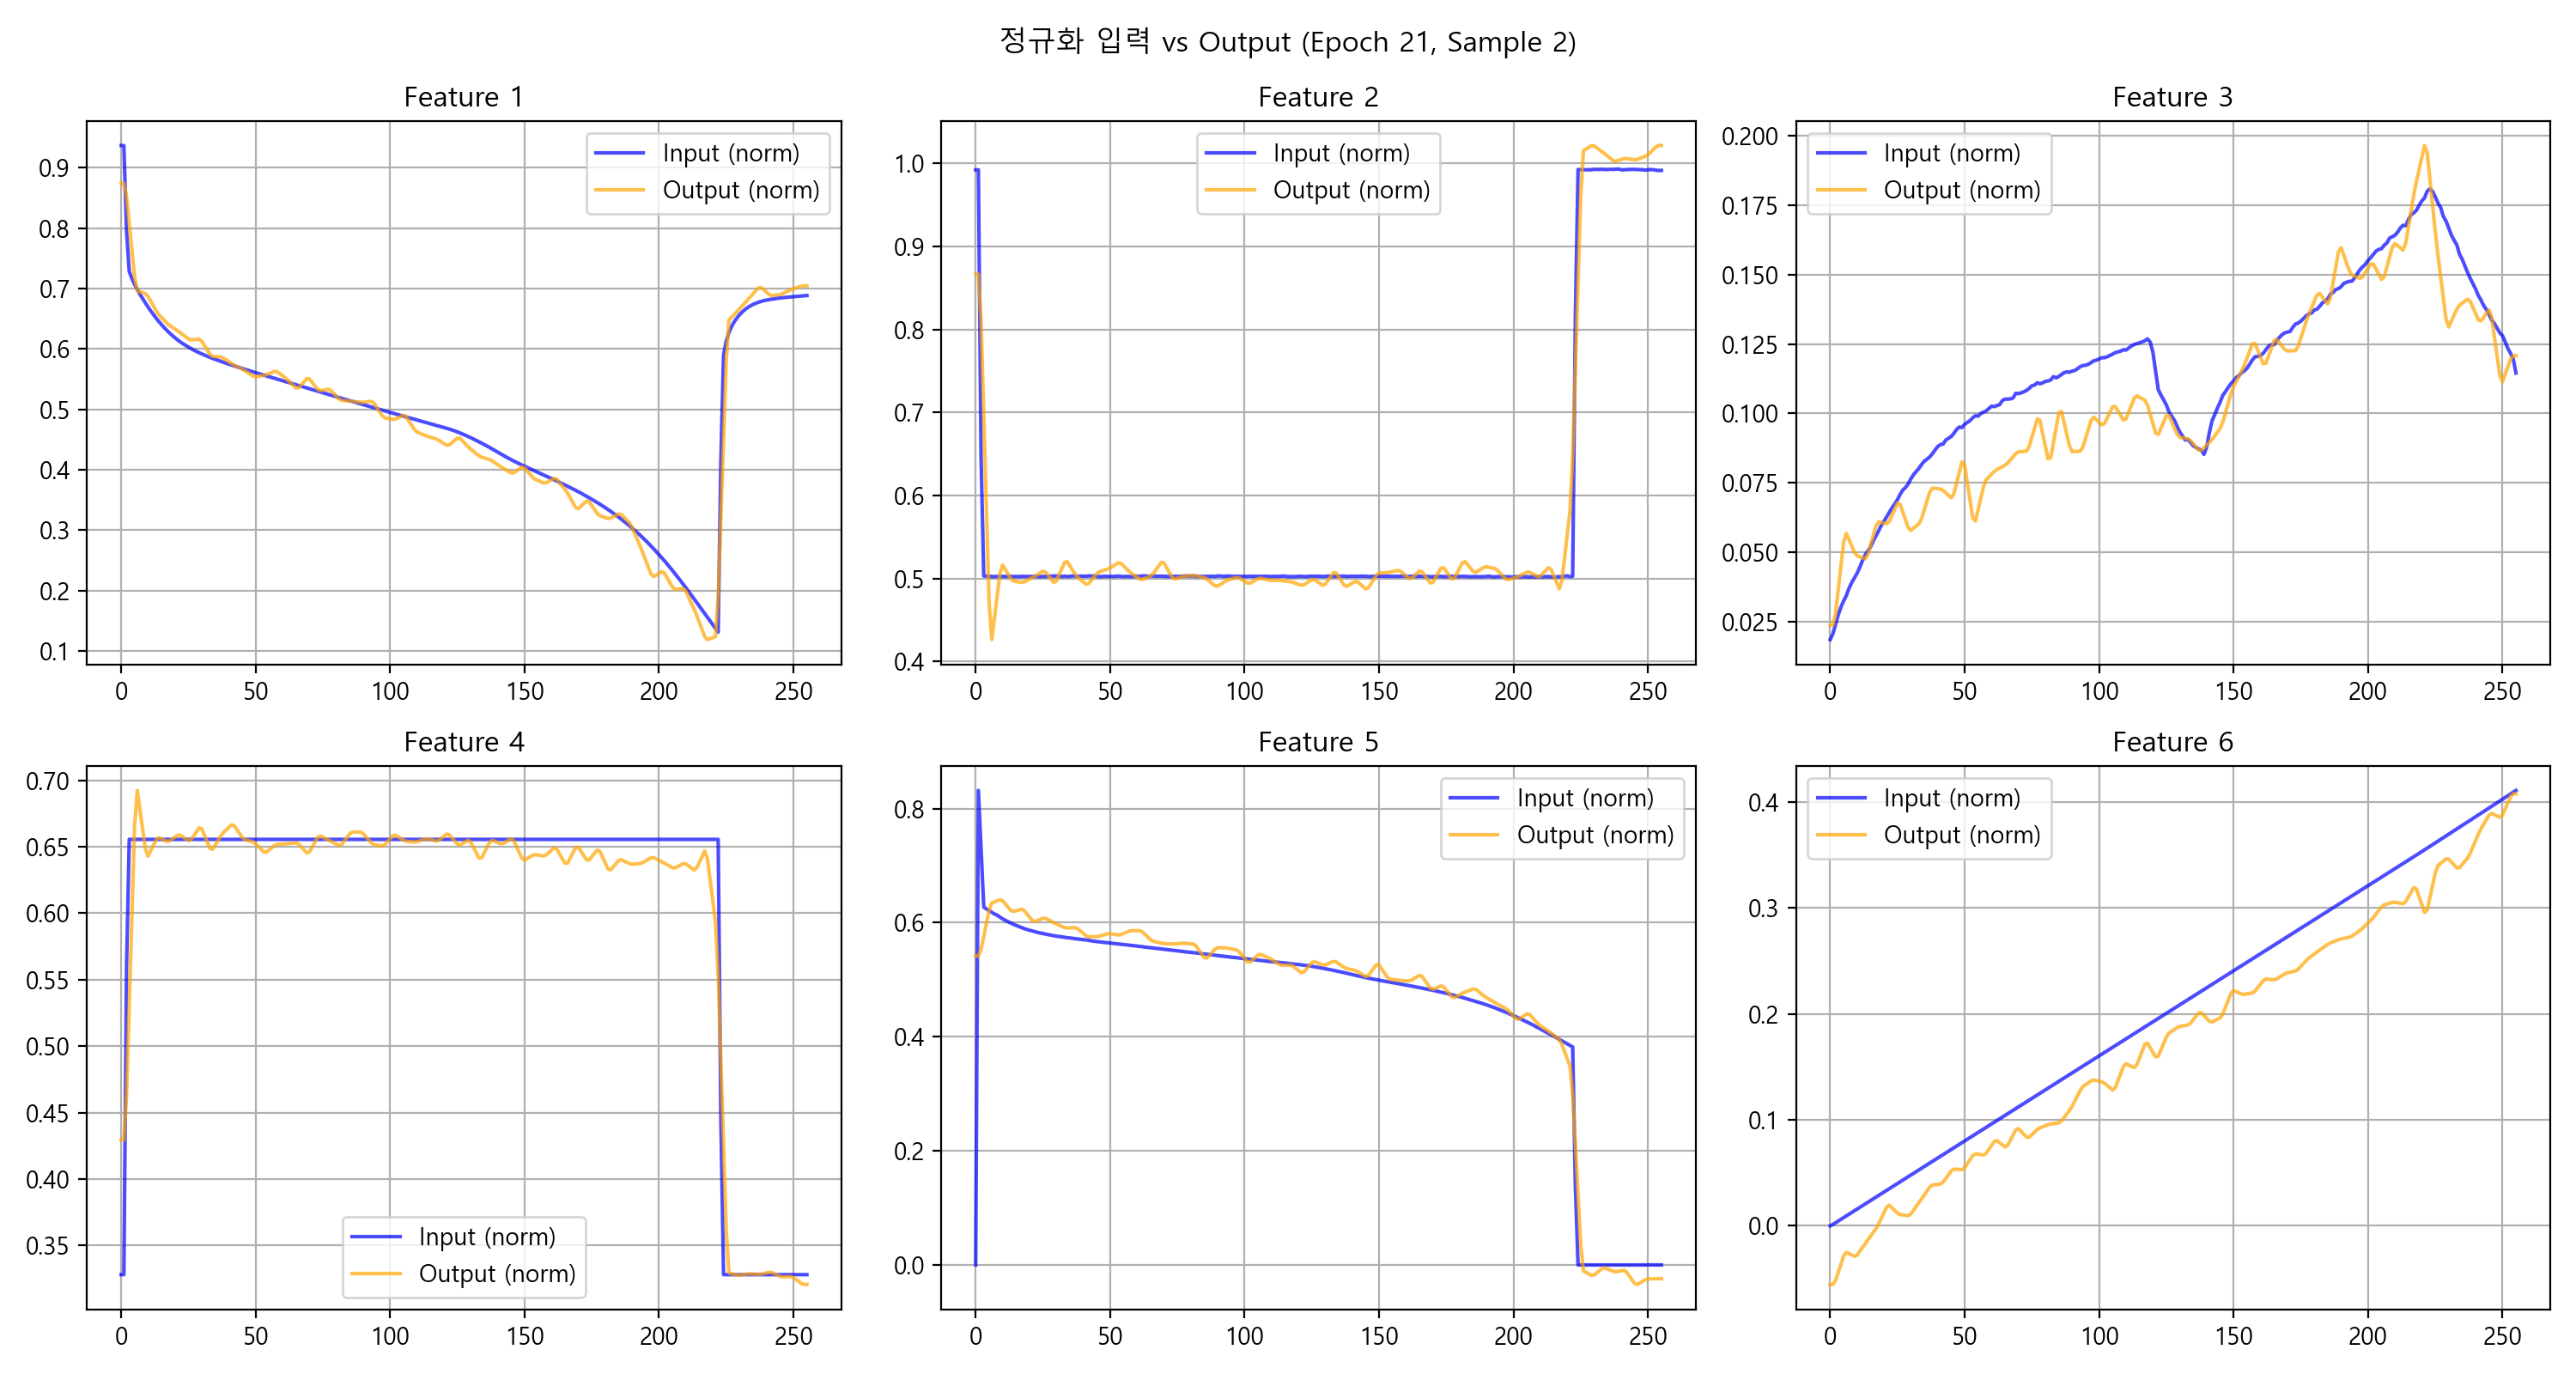 정규화 입력 vs Output (Epoch 21, Sample 2)
Feature 1
0.9
0.8
0.7
0.6
0.5
0.4
0.3
0.2
0.1
0 50 100 150 200 250
Input (norm)
Output (norm)
Feature 2
1.0
0.9
0.8
0.7
0.6
0.5
0.4
0 50 100 150 200 250
Input (norm)
Output (norm)
Feature 3
0.200
0.175
0.150
0.125
0.100
0.075
0.050
0.025
0 50 100 150 200 250
Input (norm)
Output (norm)
Feature 4
0.70
0.65
0.60
0.55
0.50
0.45
0.40
0.35
0 50 100 150 200 250
Input (norm)
Output (norm)
Feature 5
0.8
0.6
0.4
0.2
0.0
0 50 100 150 200 250
Input (norm)
Output (norm)
Feature 6
0.4
0.3
0.2
0.1
0.0
0 50 100 150 200 250
Input (norm)
Output (norm)